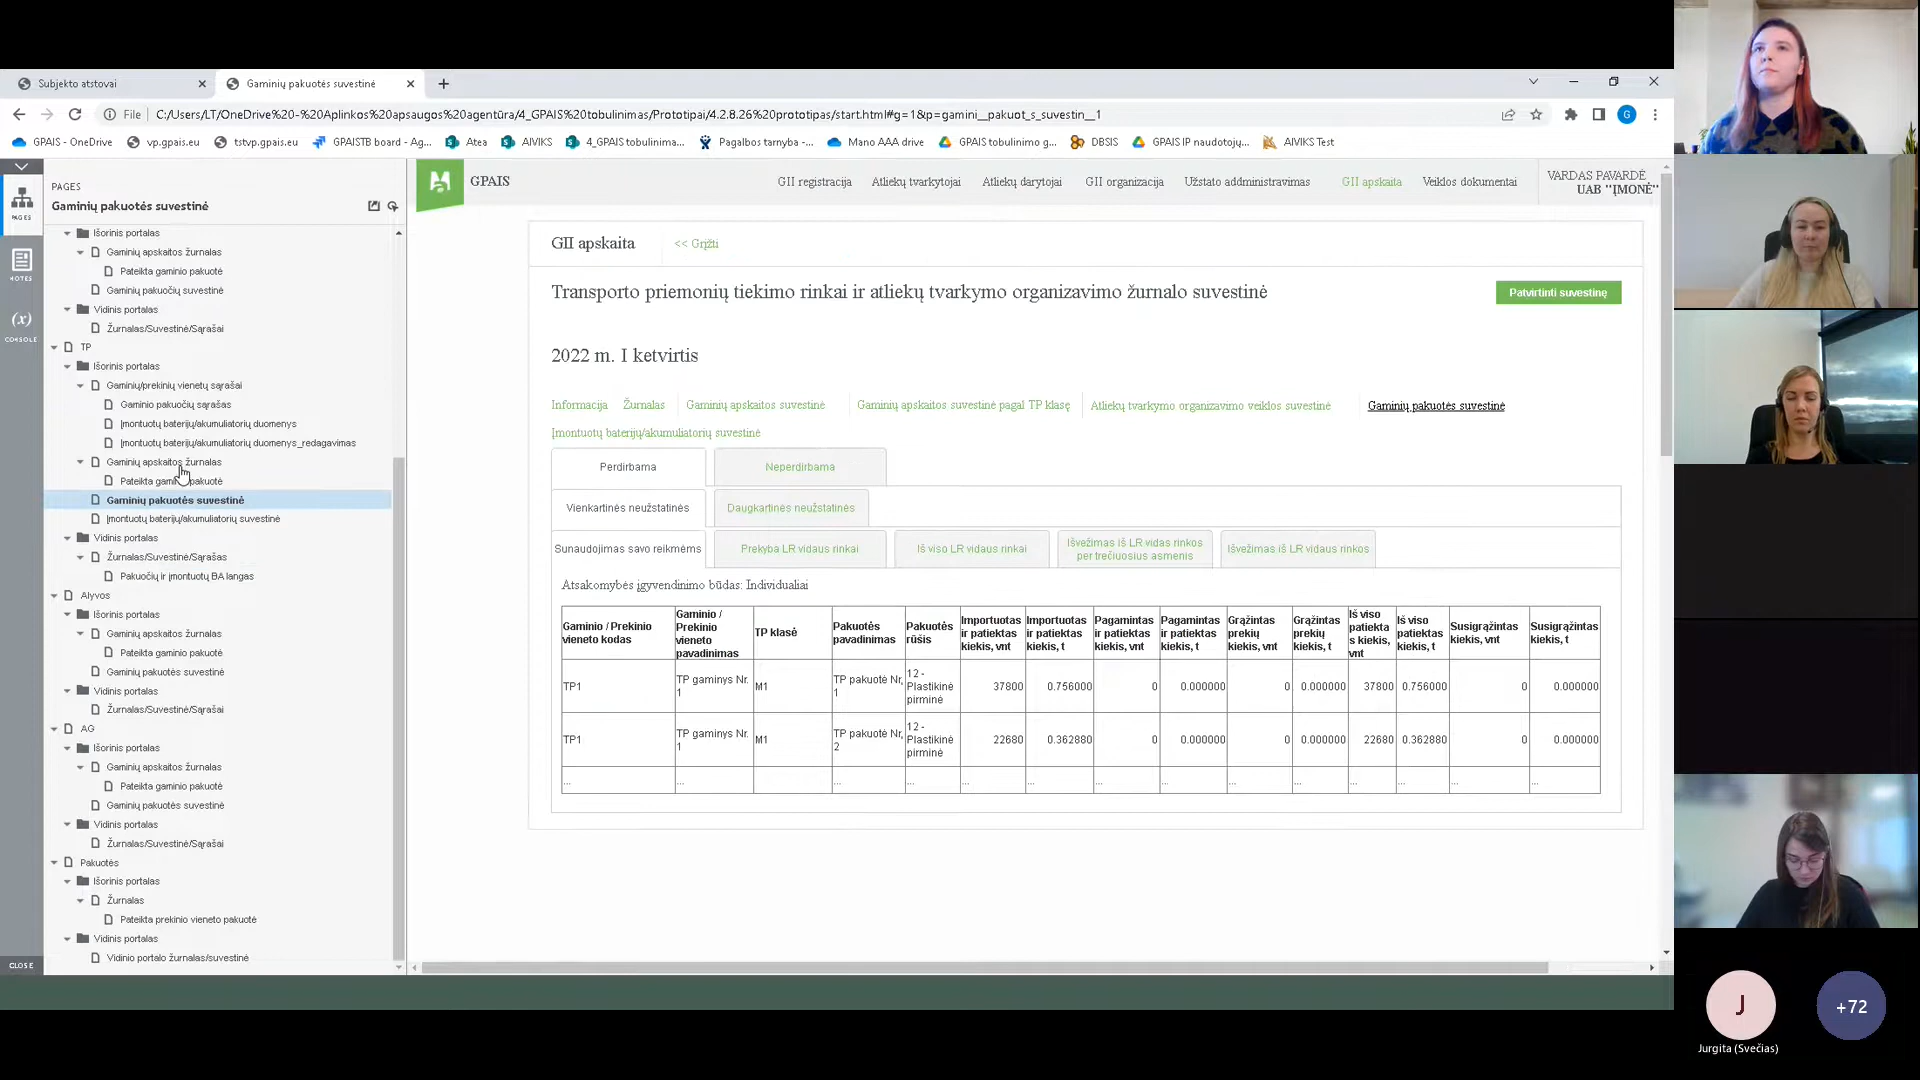 Subjekto atstovai
Gaminių pakuotės suvestinė
File
C:/Users/LT/OneDrive%20-%20Aplinkos%20apsaugos%20agentūra/4_GPAIS%20tobulinimas/Prototipai/4.2.8.26%20prototipas/start.html#g=1&p=gamini__pakuot_s_suvestin__1
G
GPAIS - OneDrive
vp.gpais.eu
tstvp.gpais.eu
GPAISTB board - Ag...
Atea
AIVIKS
4_GPAIS tobulinima...
Pagalbos tarnyba -...
Mano AAA drive
GPAIS tobulinimo g...
DBSIS
GPAIS IP naudotojų...
AIVIKS Test
PAGES
NOTES
(x)
CONSOLE
CLOSE
PAGES
Gaminių pakuotės suvestinė
Išorinis portalas
Gaminių apskaitos žurnalas
Pateikta gaminio pakuotė
Gaminių pakuočių suvestinė
Vidinis portalas
Žurnalas/Suvestinė/Sąrašai
TP
Išorinis portalas
Gaminių/prekinių vienetų sąrašai
Gaminio pakuočių sąrašas
Įmontuotų baterijų/akumuliatorių duomenys
Įmontuotų baterijų/akumuliatorių duomenys_redagavimas
Gaminių apskaitos žurnalas
Pateikta gaminio pakuotė
Gaminių pakuotės suvestinė
Įmontuotų baterijų/akumuliatorių suvestinė
Vidinis portalas
Žurnalas/Suvestinė/Sąrašas
Pakuočių ir įmontuotų BA langas
Alyvos
Išorinis portalas
Gaminių apskaitos žurnalas
Pateikta gaminio pakuotė
Gaminių pakuotės suvestinė
Vidinis portalas
Žurnalas/Suvestinė/Sąrašai
AG
Išorinis portalas
Gaminių apskaitos žurnalas
Pateikta gaminio pakuotė
Gaminių pakuotės suvestinė
Vidinis portalas
Žurnalas/Suvestinė/Sąrašai
Pakuotės
Išorinis portalas
Žurnalas
Pateikta prekinio vieneto pakuotė
Vidinis portalas
Vidinio portalo žurnalas/suvestinė
GPAIS
GII registracija
Atliekų tvarkytojai
Atliekų darytojai
GII organizacija
Užstato addministravimas
GII apskaita
Veiklos dokumentai
VARDAS PAVARDĖ
UAB "ĮMONĖ"
GII apskaita
<< Grįžti
Transporto priemonių tiekimo rinkai ir atliekų tvarkymo organizavimo žurnalo suvestinė
Patvirtinti suvestinę
2022 m. I ketvirtis
Informacija
Žurnalas
Gaminių apskaitos suvestinė
Gaminių apskaitos suvestinė pagal TP klasę
Atliekų tvarkymo organizavimo veiklos suvestinė
Gaminių pakuotės suvestinė
Įmontuotų baterijų/akumuliatorių suvestinė
Perdirbama
Neperdirbama
Vienkartinės neužstatinės
Daugkartinės neužstatinės
Sunaudojimas savo reikmėms
Prekyba LR vidaus rinkai
Iš viso LR vidaus rinkai
Išvežimas iš LR vidas rinkos
per trečiuosius asmenis
Išvežimas iš LR vidaus rinkos
Atsakomybės įgyvendinimo būdas: Individualiai
Gaminio / Prekinio vieneto kodas
Gaminio / Prekinio vieneto pavadinimas
TP klasė
Pakuotės pavadinimas
Pakuotės rūšis
Importuotas ir patiektas kiekis, vnt
Importuotas ir patiektas kiekis, t
Pagamintas ir patiektas kiekis, vnt
Pagamintas ir patiektas kiekis, t
Grąžintas prekių kiekis, vnt
Grąžintas prekių kiekis, t
Iš viso patiekta s kiekis, vnt
Iš viso patiektas kiekis, t
Susigrąžintas kiekis, vnt
Susigrąžintas kiekis, t
TP1 TP gaminys Nr. 1 M1 TP pakuotė Nr, 1 12 - Plastikinė pirminė 37800 0.756000 0 0.000000 0 0.000000 37800 0.756000 0 0.000000
TP1 TP gaminys Nr. 1 M1 TP pakuotė Nr, 2 12 - Plastikinė pirminė 22680 0.362880 0 0.000000 0 0.000000 22680 0.362880 0 0.000000
... ... ... ... ... ... ... ... ... ... ... ... ... ...
J
+72
Jurgita (Svečias)